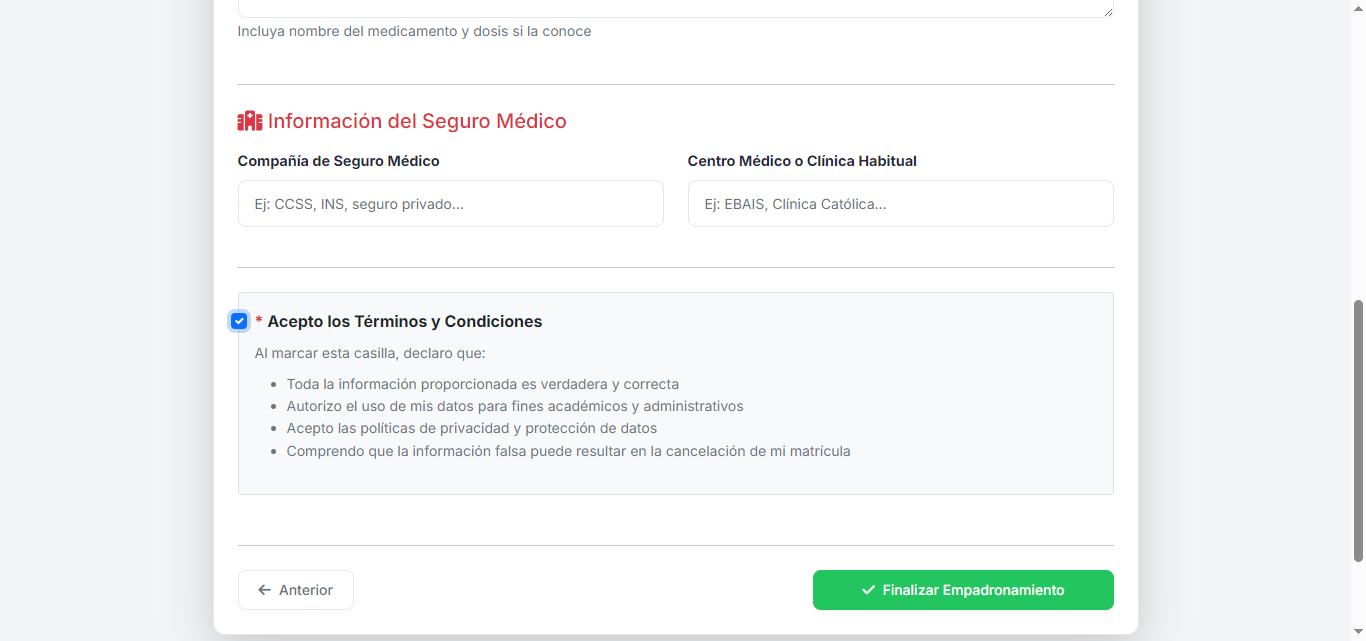 Incluya nombre del medicamento y dosis si la conoce
Información del Seguro Médico
Compañía de Seguro Médico
Ej: CCSS, INS, seguro privado...
Centro Médico o Clínica Habitual
Ej: EBAIS, Clínica Católica...
* Acepto los Términos y Condiciones
Al marcar esta casilla, declaro que:
• Toda la información proporcionada es verdadera y correcta
• Autorizo el uso de mis datos para fines académicos y administrativos
• Acepto las políticas de privacidad y protección de datos
• Comprendo que la información falsa puede resultar en la cancelación de mi matrícula
Anterior
Finalizar Empadronamiento